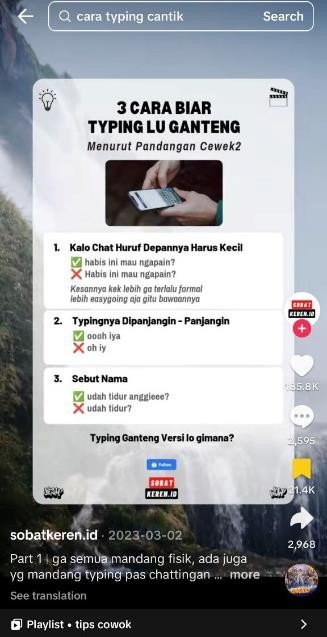 cara typing cantik
Search
3 CARA BIAR
TYPING LU GANTENG
Menurut Pandangan Cewek2
1. Kalo Chat Huruf Depannya Harus Kecil
habis ini mau ngapain?
Habis ini mau ngapain?
Kesannya kek lebih ga terlalu formal
lebih easygoing aja gitu bawaannya
2. Typingnya Dipanjangin - Panjangin
oooh iya
oh iy
3. Sebut Nama
udah tidur anggieee?
udah tidur?
Typing Ganteng Versi lo gimana?
Follow
SOBAT
KEREN.ID
SOBAT
KEREN.ID
2,595
21.4K
2,968
sobatkeren.id · 2023-03-02
Part 1 | ga semua mandang fisik, ada juga
yg mandang typing pas chattingan ... more
See translation
Playlist • tips cowok